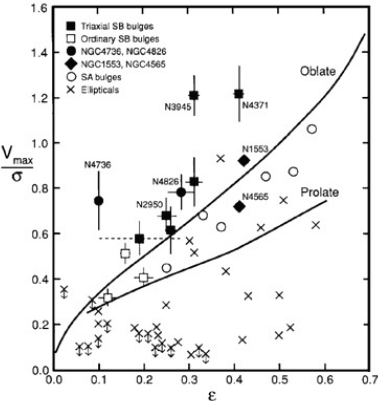 1.6
1.4
1.2
1.0
0.8
0.6
0.4
0.2
0.0
Vmax
σ
Triaxial SB bulges
Ordinary SB bulges
NGC4736, NGC4826
NGC1553, NGC4565
SA bulges
Ellipticals
Oblate
N3945
N4371
N4736
N4826
N1553
N2950
N4565
Prolate
0.0 0.1 0.2 0.3 0.4 0.5 0.6 0.7
ε